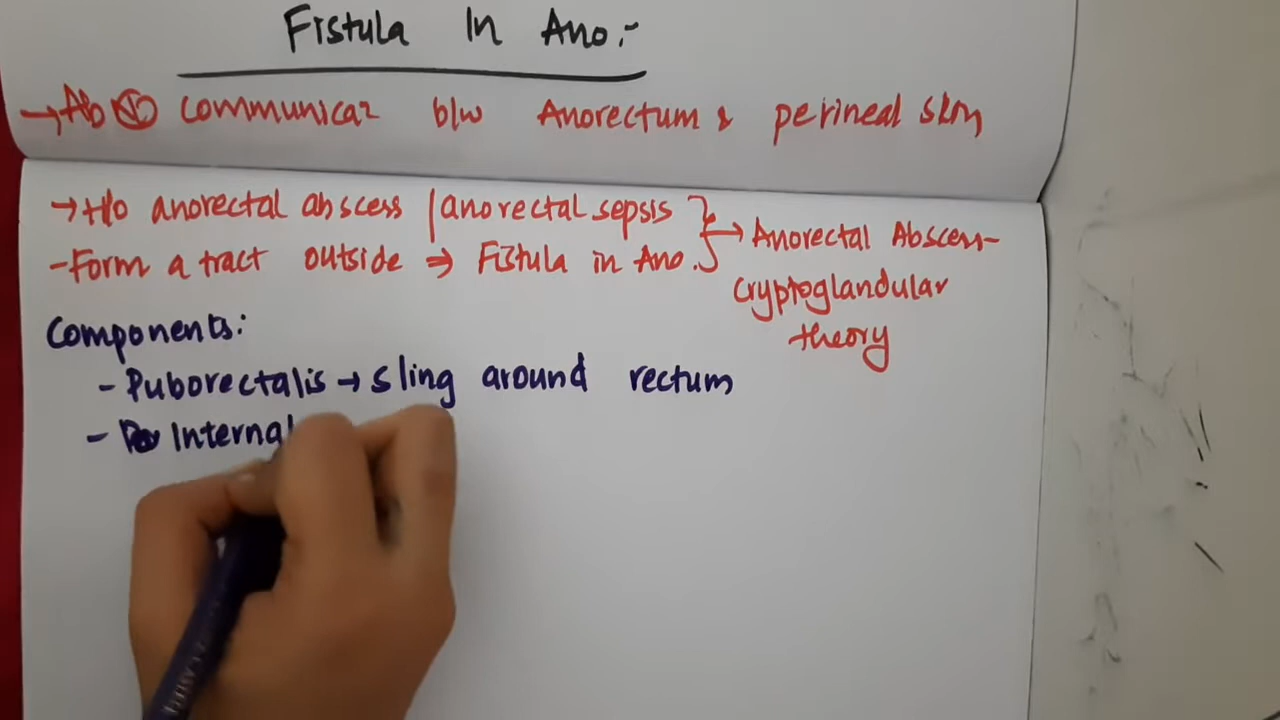 Fistula In Ano:-
→ Ab (N) communicaⁿ b/w Anorectum & perineal skin
→ H/o anorectal abscess / anorectal sepsis
- Form a tract outside ⇒ Fistula in Ano.
→ Anorectal Abscess-
cryptoglandular
theory
Components:
- Puborectalis → sling around rectum
- Internal